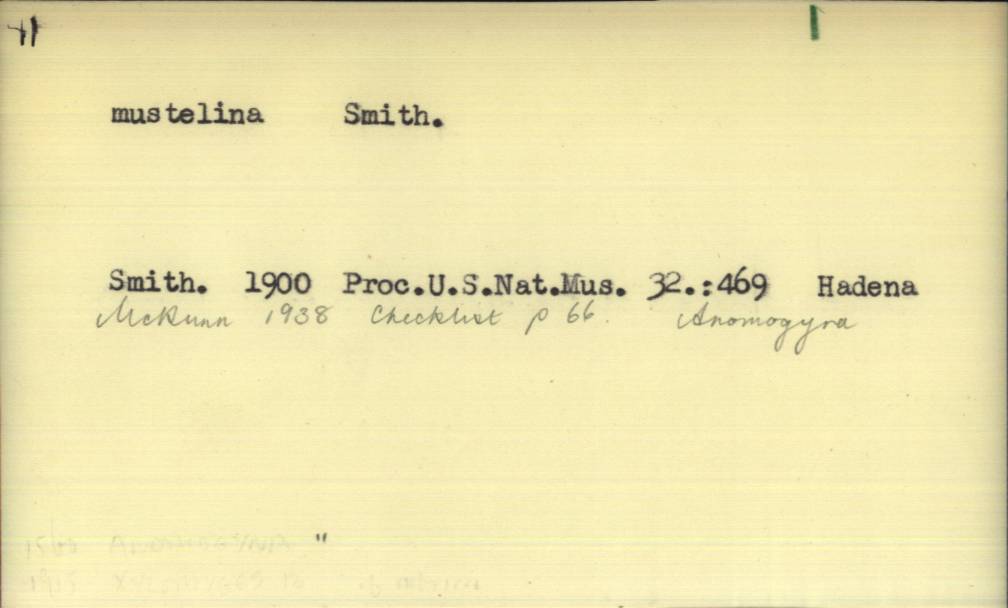 mustelina Smith.
Smith. 1900 Proc.U.S.Nat.Mus. 32.:469 Hadena
McDunn 1938 Checklist p 66. Anomogyna
"